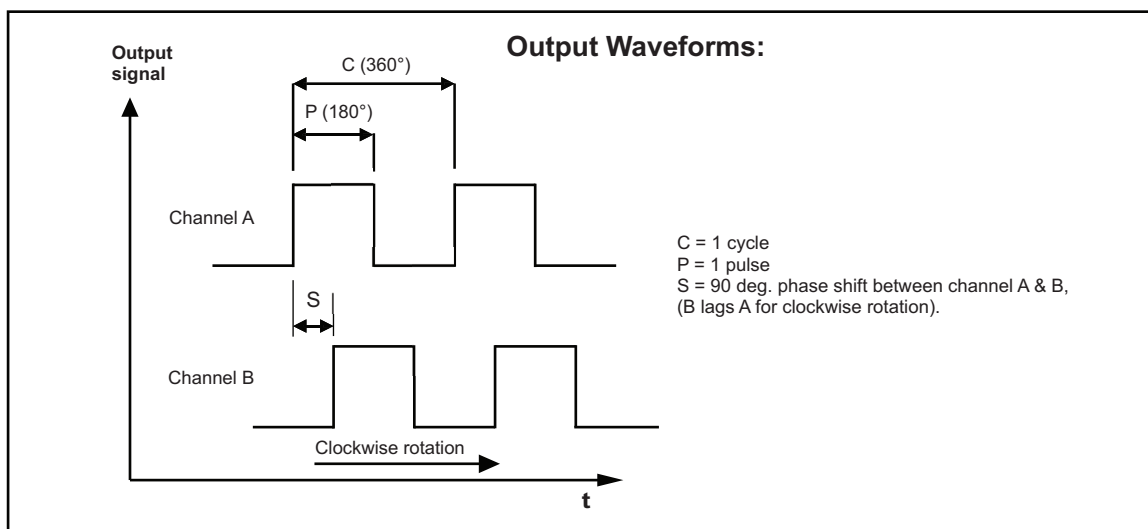 Output Waveforms:
Output
signal
C (360°)
P (180°)
Channel A
C = 1 cycle
P = 1 pulse
S = 90 deg. phase shift between channel A & B,
(B lags A for clockwise rotation).
S
Channel B
Clockwise rotation
t